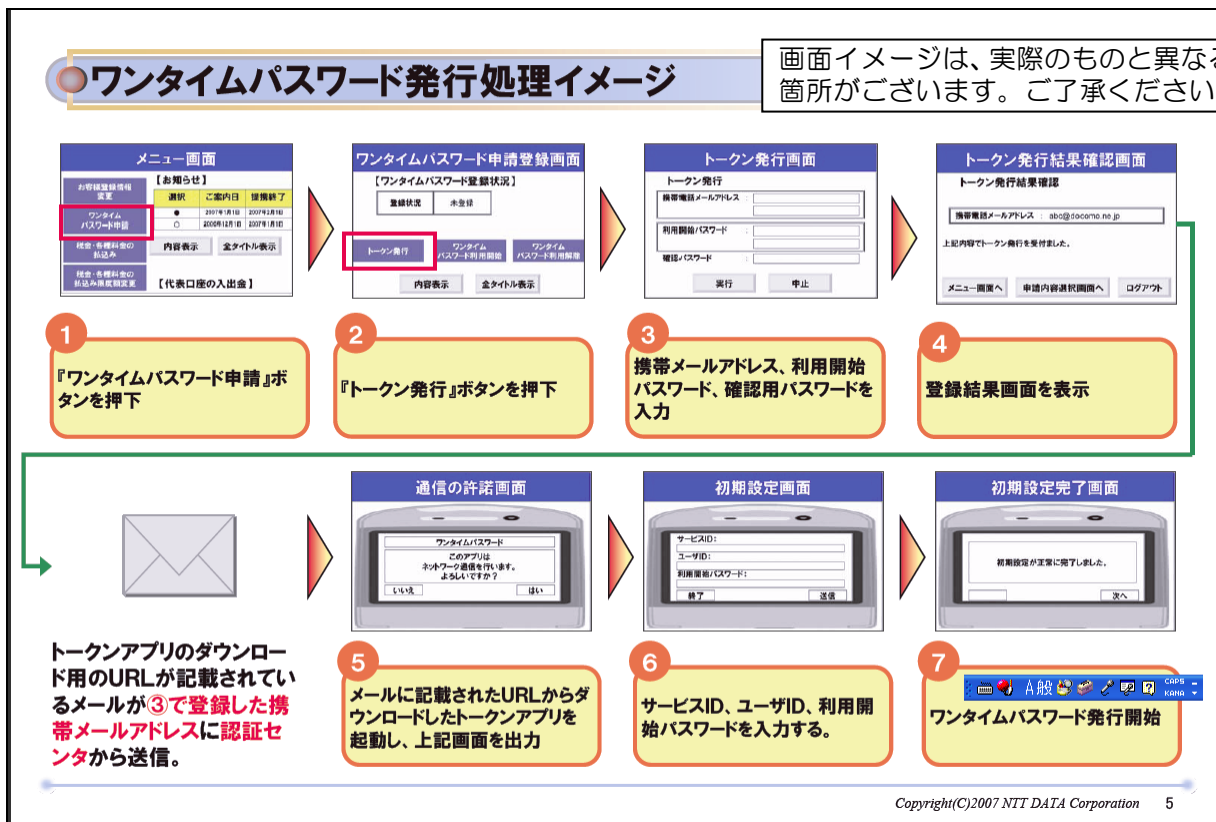 ワンタイムパスワード発行処理イメージ
画面イメージは、実際のものと異なる
箇所がございます。ご了承ください
メニュー画面
お客様登録情報
変更
ワンタイム
パスワード申請
税金・各種料金の
払込み
税金・各種料金の
払込み限度額変更
【お知らせ】
選択 ご案内日 掲載終了
● 2007年1月1日 2007年2月1日
○ 2006年12月1日 2007年1月1日
内容表示 全タイトル表示
【代表口座の入出金】
ワンタイムパスワード申請登録画面
【ワンタイムパスワード登録状況】
登録状況 未登録
トークン発行
ワンタイム
パスワード利用開始
ワンタイム
パスワード利用解除
内容表示 全タイトル表示
トークン発行画面
トークン発行
携帯電話メールアドレス :
利用開始パスワード :
確認パスワード :
実行 中止
トークン発行結果確認画面
トークン発行結果確認
携帯電話メールアドレス : abc@docomo.ne.jp
上記内容でトークン発行を受付ました。
メニュー画面へ 申請内容選択画面へ ログアウト
1
『ワンタイムパスワード申請』ボ
タンを押下
2
『トークン発行』ボタンを押下
3
携帯メールアドレス、利用開始
パスワード、確認用パスワードを
入力
4
登録結果画面を表示
トークンアプリのダウンロー
ド用のURLが記載されてい
るメールが③で登録した携
帯メールアドレスに認証セ
ンタから送信。
通信の許諾画面
ワンタイムパスワード
このアプリは
ネットワーク通信を行います。
よろしいですか？
いいえ はい
初期設定画面
サービスID：
ユーザID：
利用開始パスワード：
終了 送信
初期設定完了画面
初期設定が正常に完了しました。
次へ
5
メールに記載されたURLからダ
ウンロードしたトークンアプリを
起動し、上記画面を出力
6
サービスID、ユーザID、利用開
始パスワードを入力する。
7
A般
CAPS
KANA
ワンタイムパスワード発行開始
Copyright(C)2007 NTT DATA Corporation 5